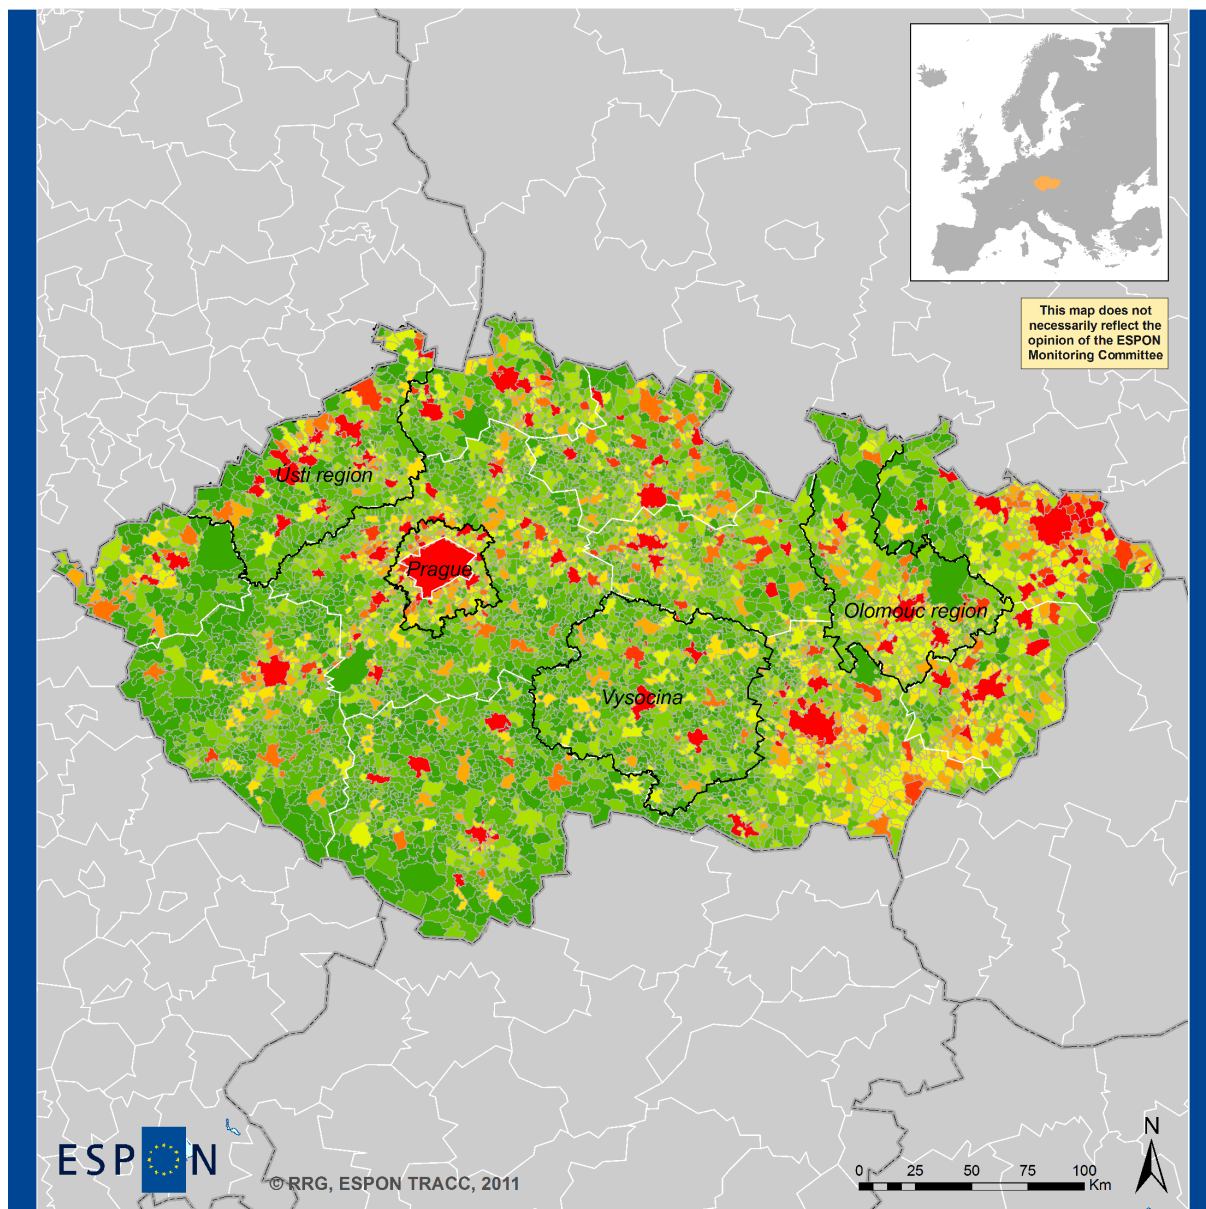 This map does not
necessarily reflect the
opinion of the ESPON
Monitoring Committee
Usti region
Prague
Olomouc region
Vysocina
ESPON
© RRG, ESPON TRACC, 2011
N
0 25 50 75 100
Km